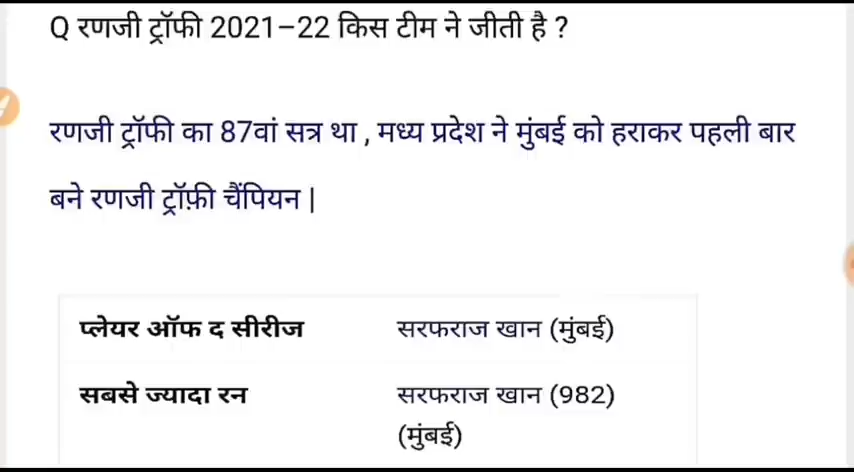 Q रणजी ट्रॉफी 2021-22 किस टीम ने जीती है ?
रणजी ट्रॉफी का 87वां सत्र था , मध्य प्रदेश ने मुंबई को हराकर पहली बार
बने रणजी ट्रॉफ़ी चैंपियन |
प्लेयर ऑफ द सीरीज सरफराज खान (मुंबई)
सबसे ज्यादा रन सरफराज खान (982)
(मुंबई)